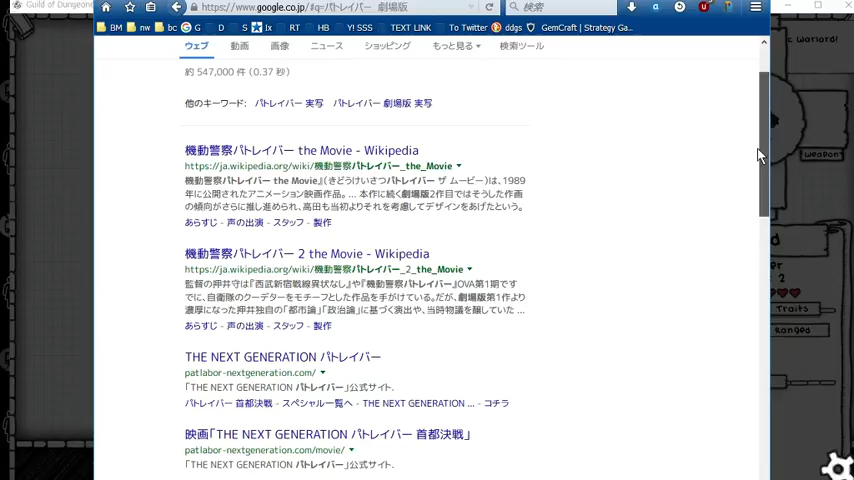 Guild of Dungeone
https://www.google.co.jp/#q=パトレイバー 劇場版
検索
BM nw bc G D S Ix RT HB Y! SSS TEXT LINK To Twitter ddgs GemCraft | Strategy Ga...
ウェブ 動画 画像 ニュース ショッピング もっと見る 検索ツール
約 547,000 件 (0.37 秒)
他のキーワード: パトレイバー 実写 パトレイバー 劇場版 実写
機動警察パトレイバー the Movie - Wikipedia
https://ja.wikipedia.org/wiki/機動警察パトレイバー_the_Movie
機動警察パトレイバー the Movie』(きどうけいさつパトレイバー ザ ムービー)は、1989
年に公開されたアニメーション映画作品。 ... 本作に続く劇場版2作目ではそうした作画
の傾向がさらに推し進められ、高田も当初よりそれを考慮してデザインをあげたという。
あらすじ - 声の出演 - スタッフ - 製作
機動警察パトレイバー 2 the Movie - Wikipedia
https://ja.wikipedia.org/wiki/機動警察パトレイバー_2_the_Movie
監督の押井守は『西武新宿戦線異状なし』や『機動警察パトレイバー』OVA第1期です
でに、自衛隊のクーデターをモチーフとした作品を手がけている。だが、劇場版第1作より
濃厚になった押井独自の「都市論」「政治論」に基づく演出や、当時物議を醸していた ...
あらすじ - 声の出演 - スタッフ - 製作
THE NEXT GENERATION パトレイバー
patlabor-nextgeneration.com/
「THE NEXT GENERATION パトレイバー」公式サイト.
パトレイバー 首都決戦 - スペシャル一覧へ - THE NEXT GENERATION ... - コチラ
映画「THE NEXT GENERATION パトレイバー 首都決戦」
patlabor-nextgeneration.com/movie/
「THE NEXT GENERATION パトレイバー」公式サイト.
c Warlord!
Weapon
er
2
Traits
Ranged